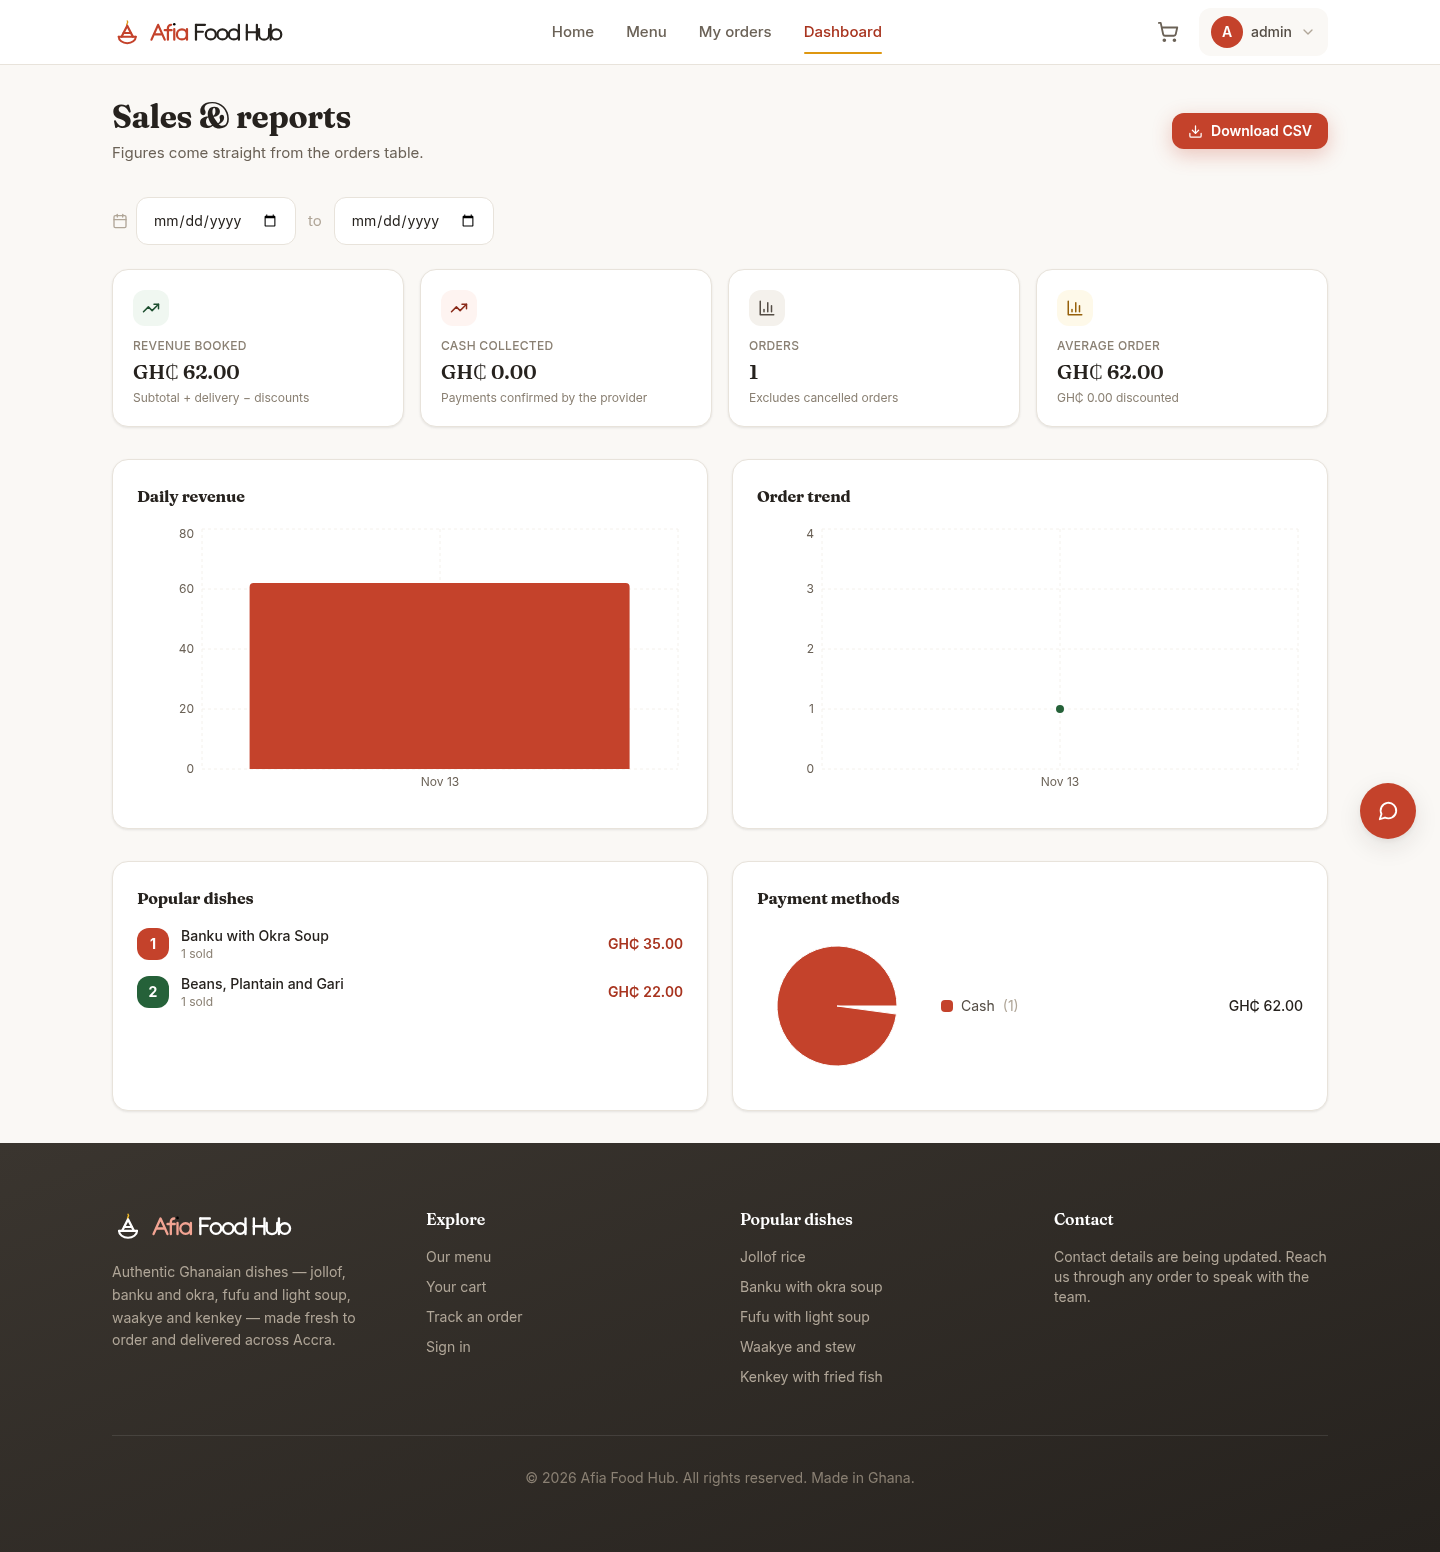 Afia Food Hub
Home
Menu
My orders
Dashboard
A
admin
Sales & reports
Figures come straight from the orders table.
Download CSV
mm/dd/yyyy
to
mm/dd/yyyy
REVENUE BOOKED
GH₵ 62.00
Subtotal + delivery − discounts
CASH COLLECTED
GH₵ 0.00
Payments confirmed by the provider
ORDERS
1
Excludes cancelled orders
AVERAGE ORDER
GH₵ 62.00
GH₵ 0.00 discounted
Daily revenue
80
60
40
20
0
Nov 13
Order trend
4
3
2
1
0
Nov 13
Popular dishes
1
Banku with Okra Soup
1 sold
GH₵ 35.00
2
Beans, Plantain and Gari
1 sold
GH₵ 22.00
Payment methods
Cash (1)
GH₵ 62.00
Afia Food Hub
Authentic Ghanaian dishes — jollof,
banku and okra, fufu and light soup,
waakye and kenkey — made fresh to
order and delivered across Accra.
Explore
Our menu
Your cart
Track an order
Sign in
Popular dishes
Jollof rice
Banku with okra soup
Fufu with light soup
Waakye and stew
Kenkey with fried fish
Contact
Contact details are being updated. Reach
us through any order to speak with the
team.
© 2026 Afia Food Hub. All rights reserved. Made in Ghana.